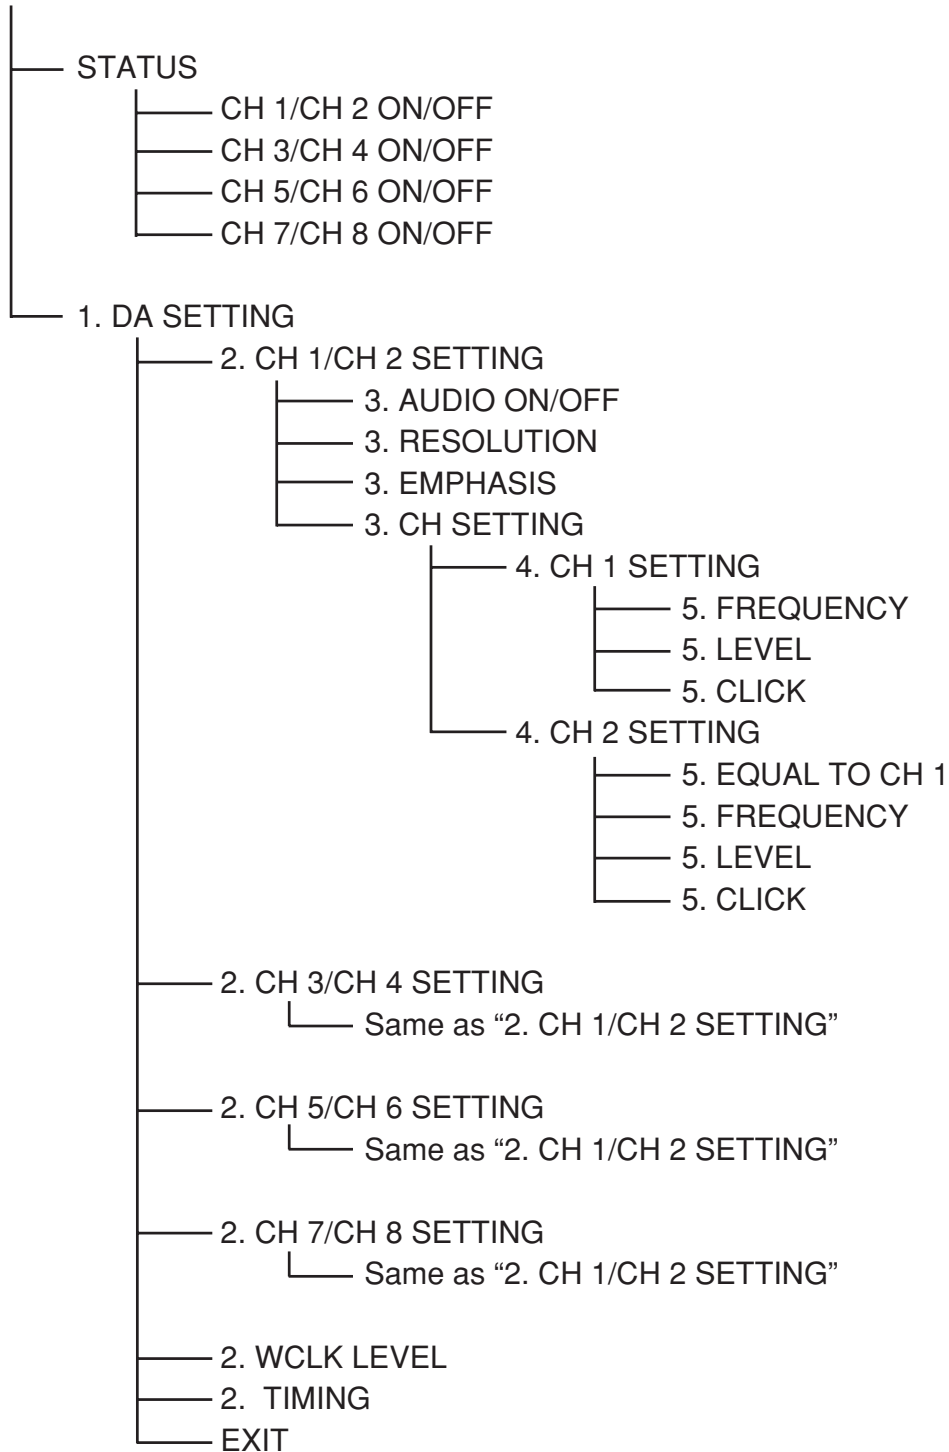 STATUS
CH 1/CH 2 ON/OFF
CH 3/CH 4 ON/OFF
CH 5/CH 6 ON/OFF
CH 7/CH 8 ON/OFF
1. DA SETTING
2. CH 1/CH 2 SETTING
3. AUDIO ON/OFF
3. RESOLUTION
3. EMPHASIS
3. CH SETTING
4. CH 1 SETTING
5. FREQUENCY
5. LEVEL
5. CLICK
4. CH 2 SETTING
5. EQUAL TO CH 1
5. FREQUENCY
5. LEVEL
5. CLICK
2. CH 3/CH 4 SETTING
Same as “2. CH 1/CH 2 SETTING”
2. CH 5/CH 6 SETTING
Same as “2. CH 1/CH 2 SETTING”
2. CH 7/CH 8 SETTING
Same as “2. CH 1/CH 2 SETTING”
2. WCLK LEVEL
2. TIMING
EXIT